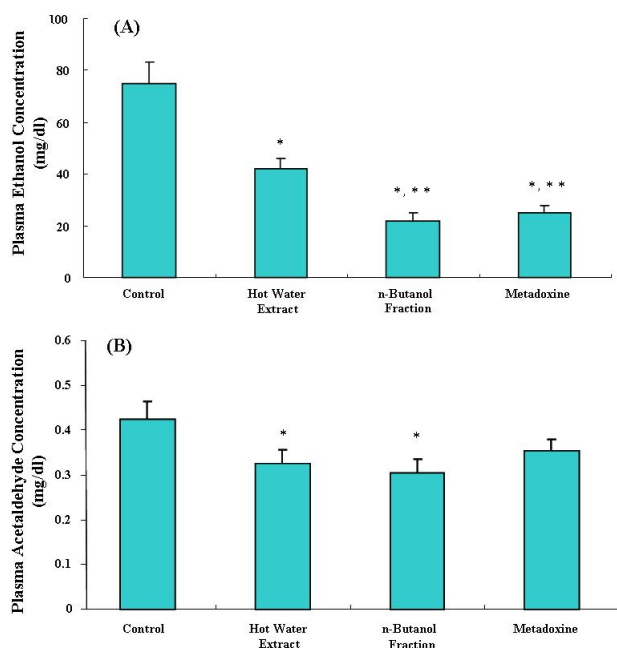 (A)
Plasma Ethanol Concentration
(mg/dl)
100
80
60
40
20
0
*
*, **
*, **
Control
Hot Water
Extract
n-Butanol
Fraction
Metadoxine
(B)
Plasma Acetaldehyde Concentration
(mg/dl)
0.6
0.5
0.4
0.3
0.2
0.1
0
*
*
Control
Hot Water
Extract
n-Butanol
Fraction
Metadoxine